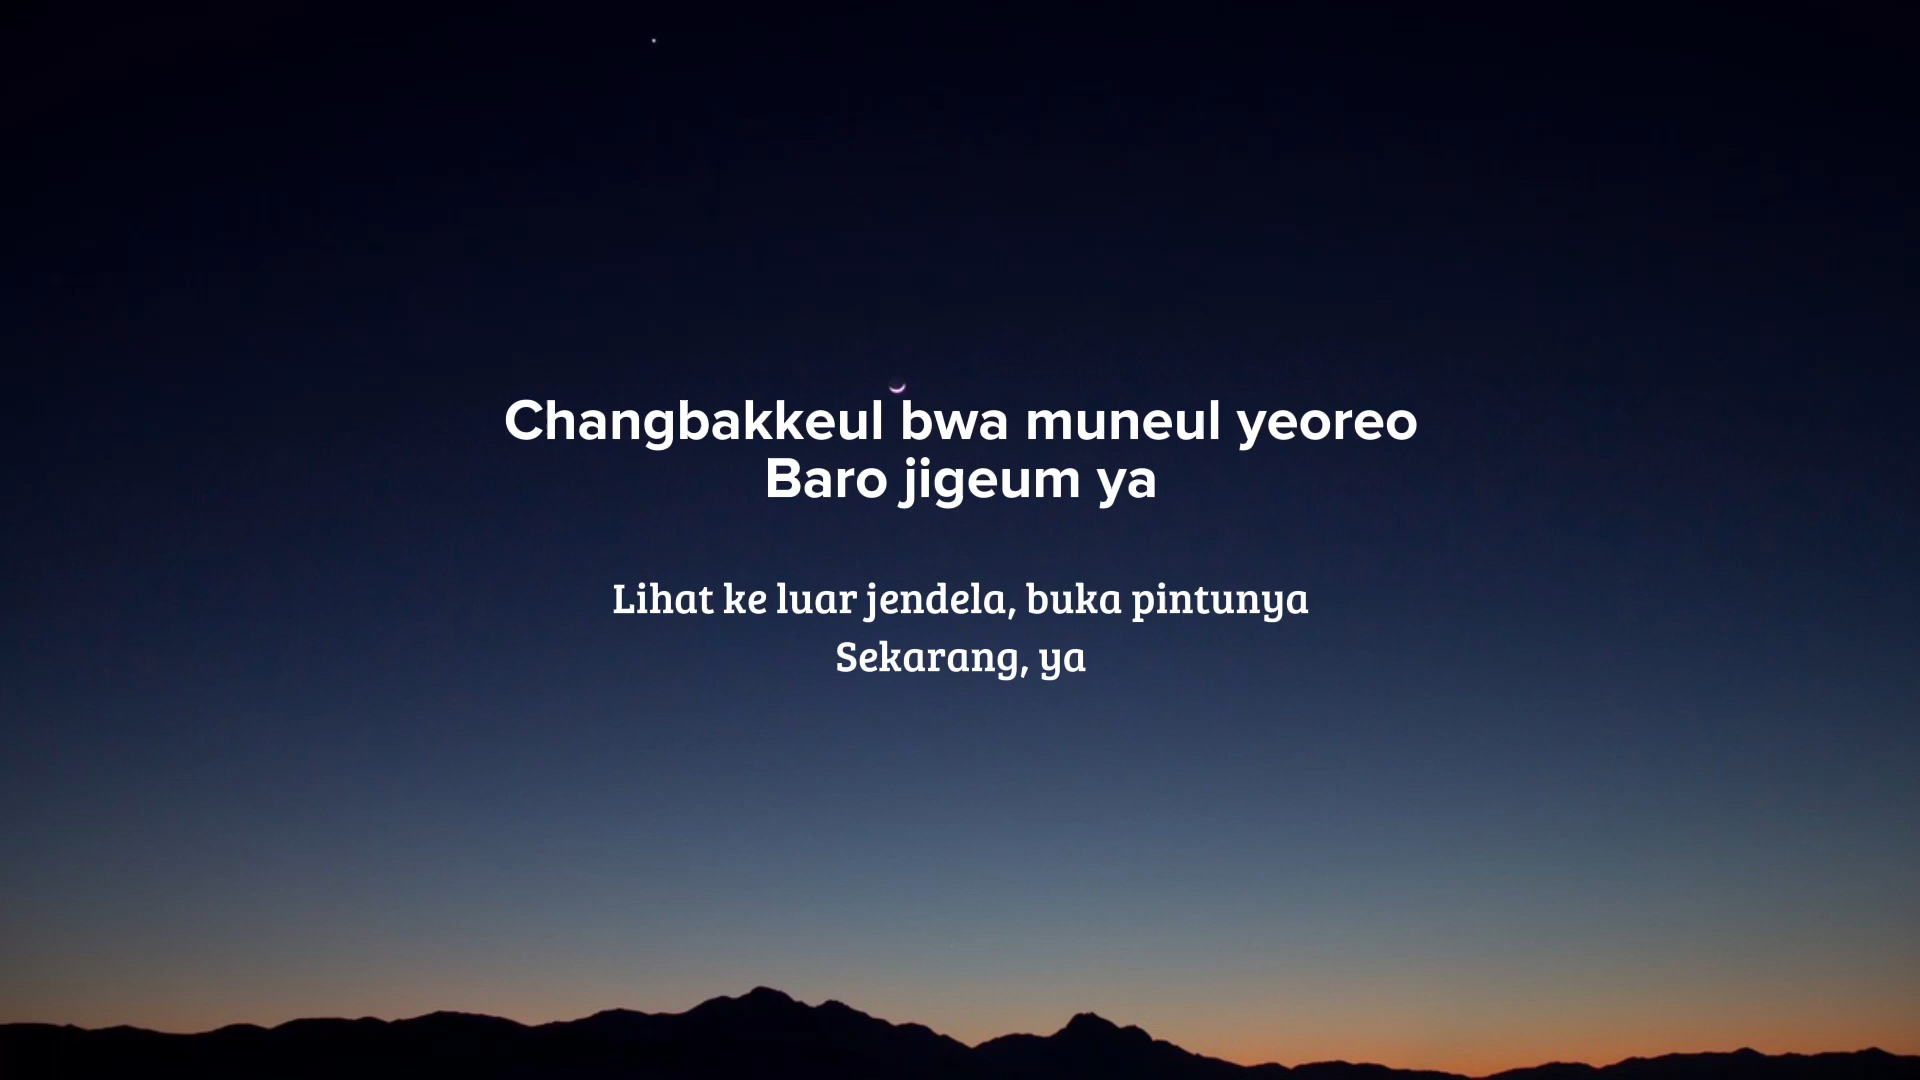 Changbakkeul bwa muneul yeoreo
Baro jigeum ya
Lihat ke luar jendela, buka pintunya
Sekarang, ya